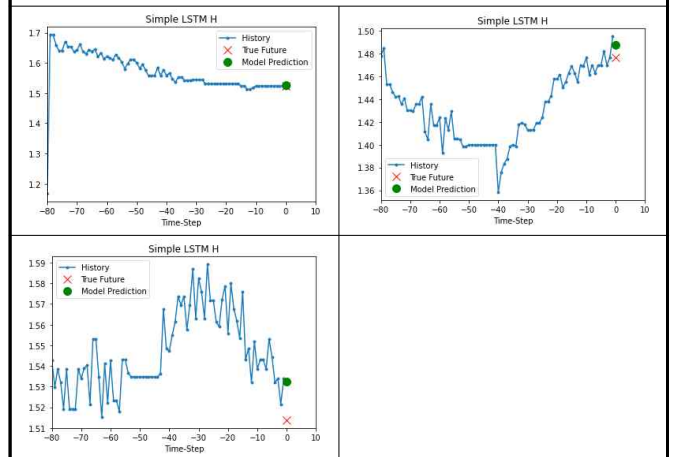 Simple LSTM H
1.7
1.6
1.5
1.4
1.3
1.2
History
True Future
Model Prediction
−80 −70 −60 −50 −40 −30 −20 −10 0 10
Time-Step
Simple LSTM H
1.50
1.48
1.46
1.44
1.42
1.40
1.38
1.36
History
True Future
Model Prediction
−80 −70 −60 −50 −40 −30 −20 −10 0 10
Time-Step
Simple LSTM H
1.59
1.58
1.57
1.56
1.55
1.54
1.53
1.52
1.51
History
True Future
Model Prediction
−80 −70 −60 −50 −40 −30 −20 −10 0 10
Time-Step